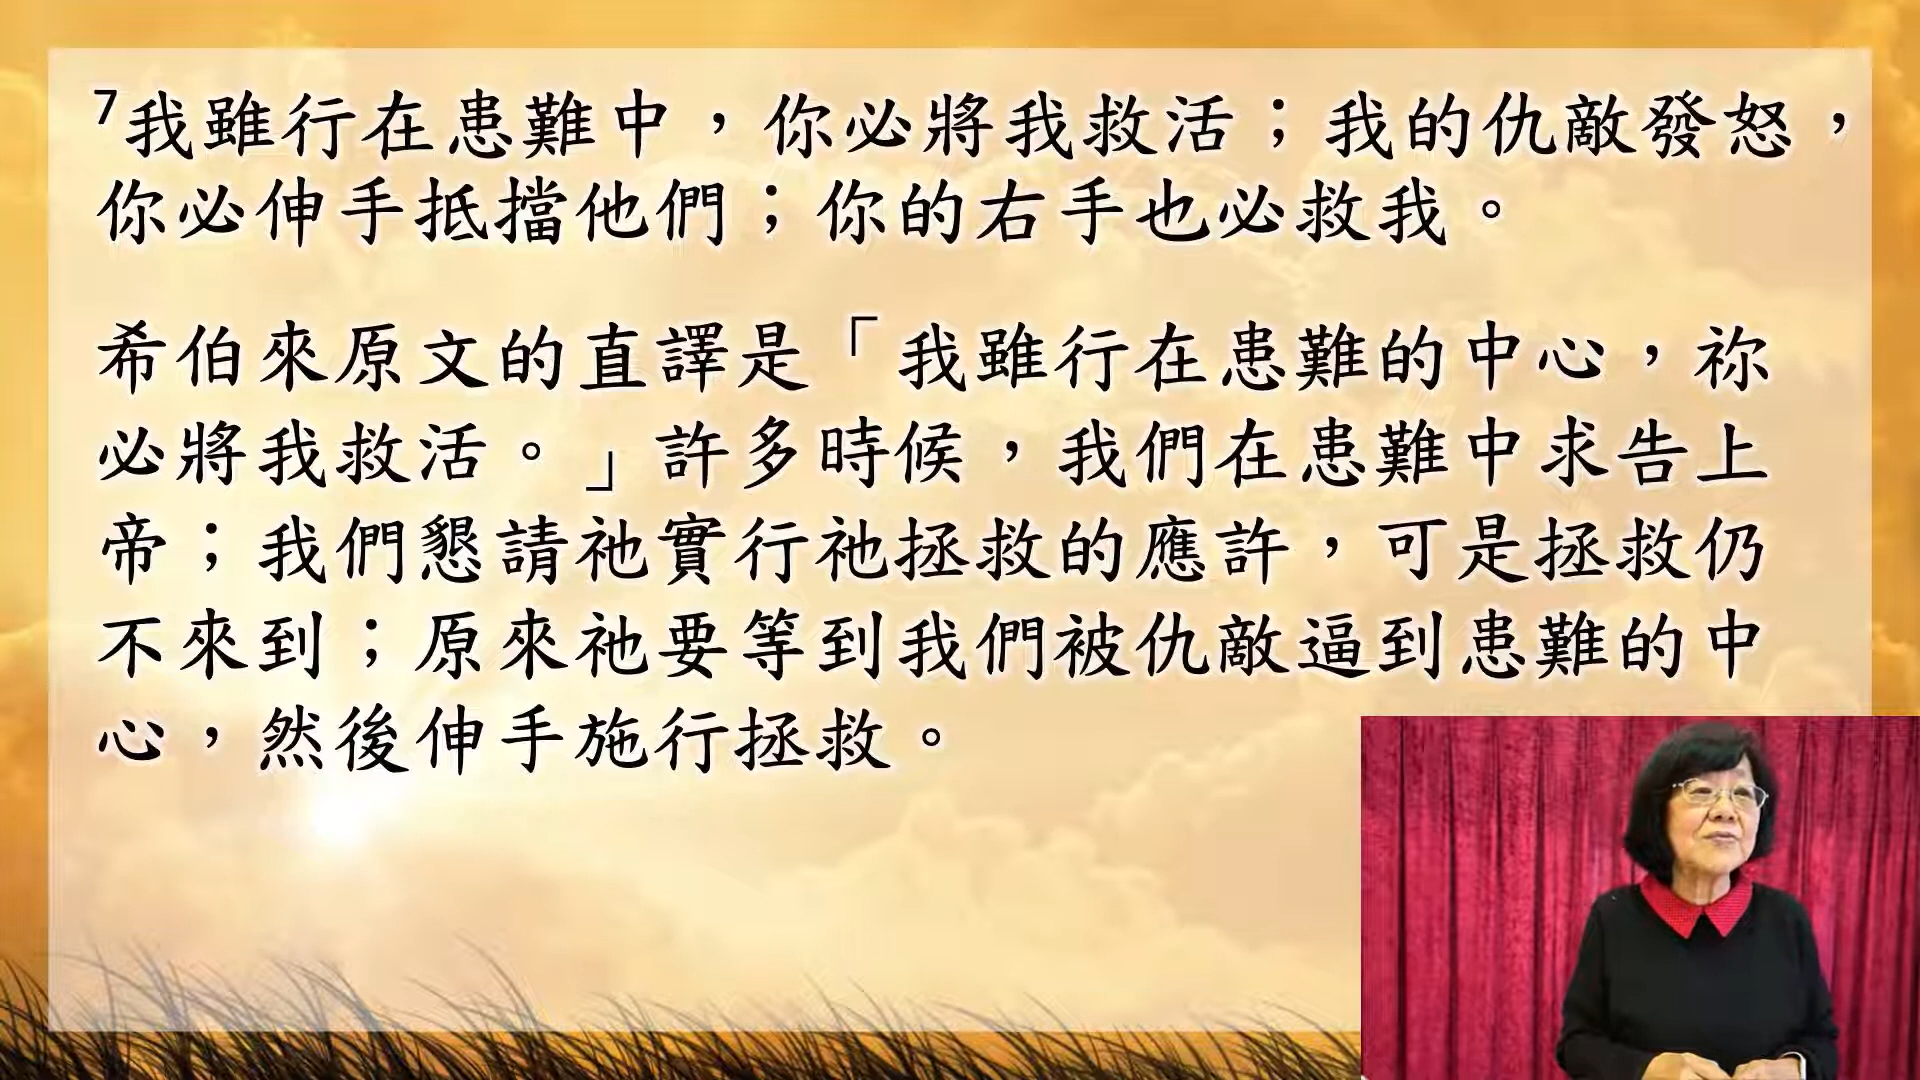 7我雖行在患難中，你必將我救活；我的仇敵發怒，
你必伸手抵擋他們；你的右手也必救我。
希伯來原文的直譯是「我雖行在患難的中心，祢
必將我救活。」許多時候，我們在患難中求告上
帝；我們懇請祂實行祂拯救的應許，可是拯救仍
不來到；原來祂要等到我們被仇敵逼到患難的中
心，然後伸手施行拯救。